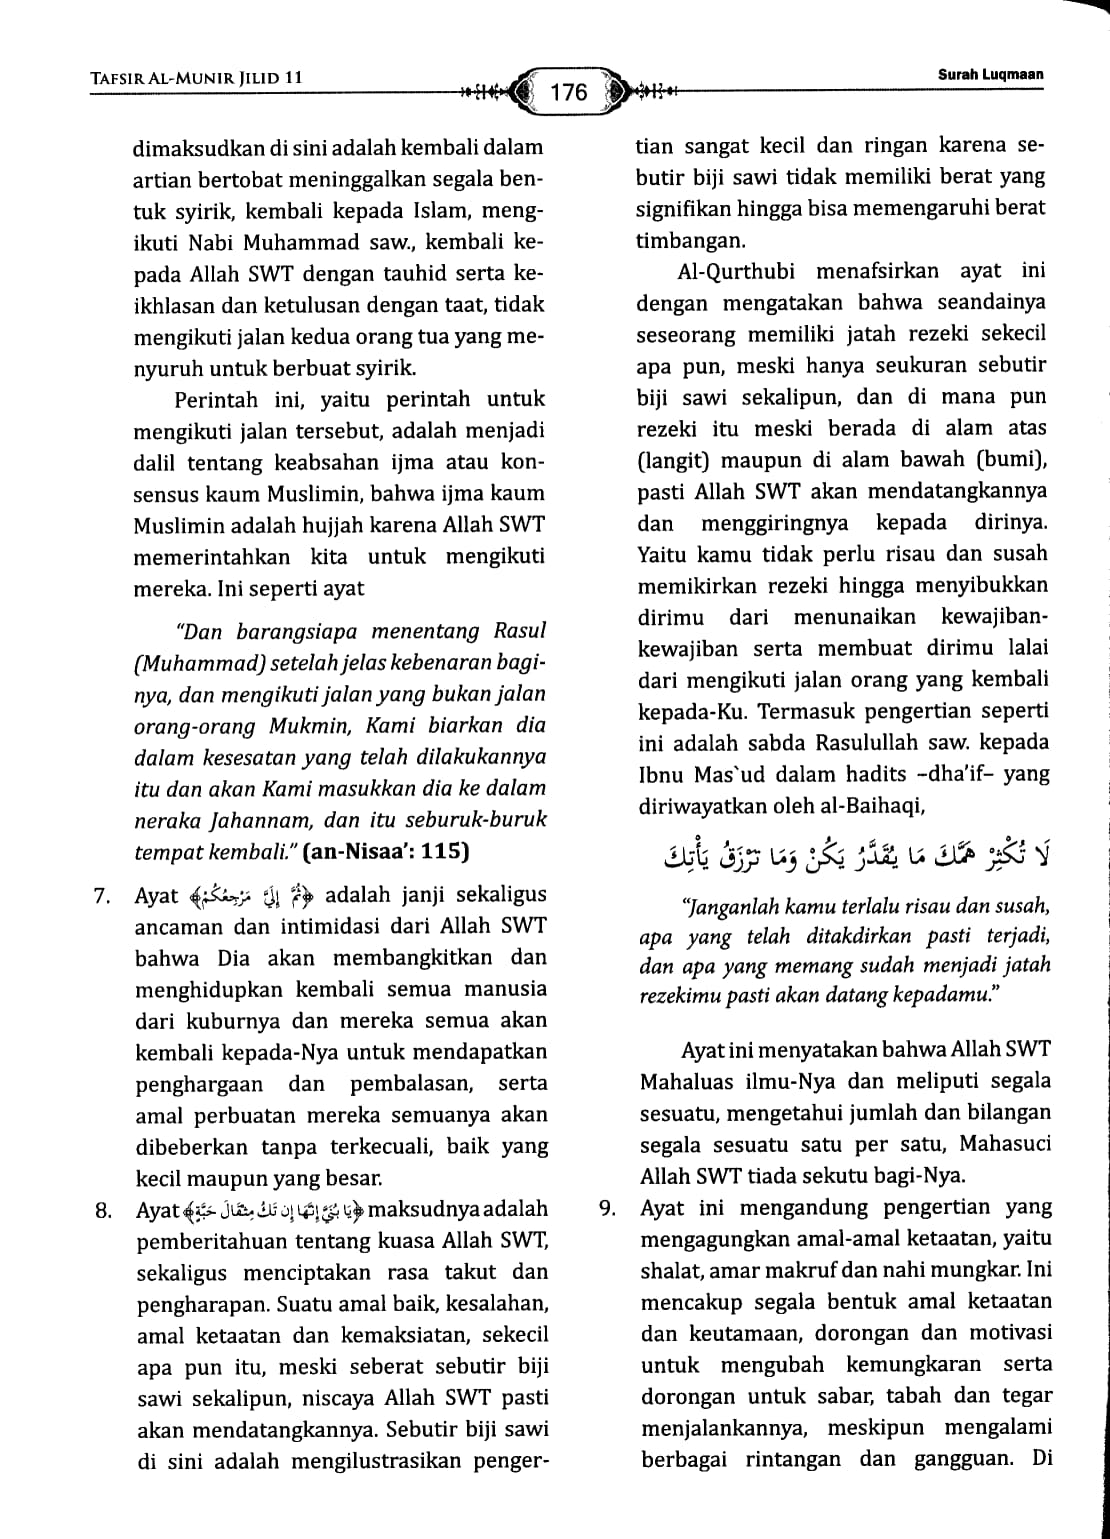 TAFSIR AL-MUNIR JILID 11
176
Surah Luqmaan
dimaksudkan di sini adalah kembali dalam
artian bertobat meninggalkan segala ben-
tuk syirik, kembali kepada Islam, meng-
ikuti Nabi Muhammad saw., kembali ke-
pada Allah SWT dengan tauhid serta ke-
ikhlasan dan ketulusan dengan taat, tidak
mengikuti jalan kedua orang tua yang me-
nyuruh untuk berbuat syirik.
Perintah ini, yaitu perintah untuk
mengikuti jalan tersebut, adalah menjadi
dalil tentang keabsahan ijma atau kon-
sensus kaum Muslimin, bahwa ijma kaum
Muslimin adalah hujjah karena Allah SWT
memerintahkan kita untuk mengikuti
mereka. Ini seperti ayat
“Dan barangsiapa menentang Rasul
(Muhammad) setelah jelas kebenaran bagi-
nya, dan mengikuti jalan yang bukan jalan
orang-orang Mukmin, Kami biarkan dia
dalam kesesatan yang telah dilakukannya
itu dan akan Kami masukkan dia ke dalam
neraka Jahannam, dan itu seburuk-buruk
tempat kembali.” (an-Nisaa’: 115)
7. Ayat ﴿ثُمَّ إِلَيَّ مَرْجِعُكُمْ﴾ adalah janji sekaligus
ancaman dan intimidasi dari Allah SWT
bahwa Dia akan membangkitkan dan
menghidupkan kembali semua manusia
dari kuburnya dan mereka semua akan
kembali kepada-Nya untuk mendapatkan
penghargaan dan pembalasan, serta
amal perbuatan mereka semuanya akan
dibeberkan tanpa terkecuali, baik yang
kecil maupun yang besar.
8. Ayat ﴿يَا بُنَيَّ إِنَّهَا إِن تَكُ مِثْقَالَ حَبَّةٍ﴾ maksudnya adalah
pemberitahuan tentang kuasa Allah SWT,
sekaligus menciptakan rasa takut dan
pengharapan. Suatu amal baik, kesalahan,
amal ketaatan dan kemaksiatan, sekecil
apa pun itu, meski seberat sebutir biji
sawi sekalipun, niscaya Allah SWT pasti
akan mendatangkannya. Sebutir biji sawi
di sini adalah mengilustrasikan penger-
tian sangat kecil dan ringan karena se-
butir biji sawi tidak memiliki berat yang
signifikan hingga bisa memengaruhi berat
timbangan.
Al-Qurthubi menafsirkan ayat ini
dengan mengatakan bahwa seandainya
seseorang memiliki jatah rezeki sekecil
apa pun, meski hanya seukuran sebutir
biji sawi sekalipun, dan di mana pun
rezeki itu meski berada di alam atas
(langit) maupun di alam bawah (bumi),
pasti Allah SWT akan mendatangkannya
dan menggiringnya kepada dirinya.
Yaitu kamu tidak perlu risau dan susah
memikirkan rezeki hingga menyibukkan
dirimu dari menunaikan kewajiban-
kewajiban serta membuat dirimu lalai
dari mengikuti jalan orang yang kembali
kepada-Ku. Termasuk pengertian seperti
ini adalah sabda Rasulullah saw. kepada
Ibnu Mas`ud dalam hadits –dha’if– yang
diriwayatkan oleh al-Baihaqi,
لَا تُكْثِرْ هَمَّكَ مَا يُقَدَّرْ يَكُنْ وَمَا تُرْزَقْ يَأْتِكَ
“Janganlah kamu terlalu risau dan susah,
apa yang telah ditakdirkan pasti terjadi,
dan apa yang memang sudah menjadi jatah
rezekimu pasti akan datang kepadamu.”
Ayat ini menyatakan bahwa Allah SWT
Mahaluas ilmu-Nya dan meliputi segala
sesuatu, mengetahui jumlah dan bilangan
segala sesuatu satu per satu, Mahasuci
Allah SWT tiada sekutu bagi-Nya.
9. Ayat ini mengandung pengertian yang
mengagungkan amal-amal ketaatan, yaitu
shalat, amar makruf dan nahi mungkar. Ini
mencakup segala bentuk amal ketaatan
dan keutamaan, dorongan dan motivasi
untuk mengubah kemungkaran serta
dorongan untuk sabar, tabah dan tegar
menjalankannya, meskipun mengalami
berbagai rintangan dan gangguan. Di